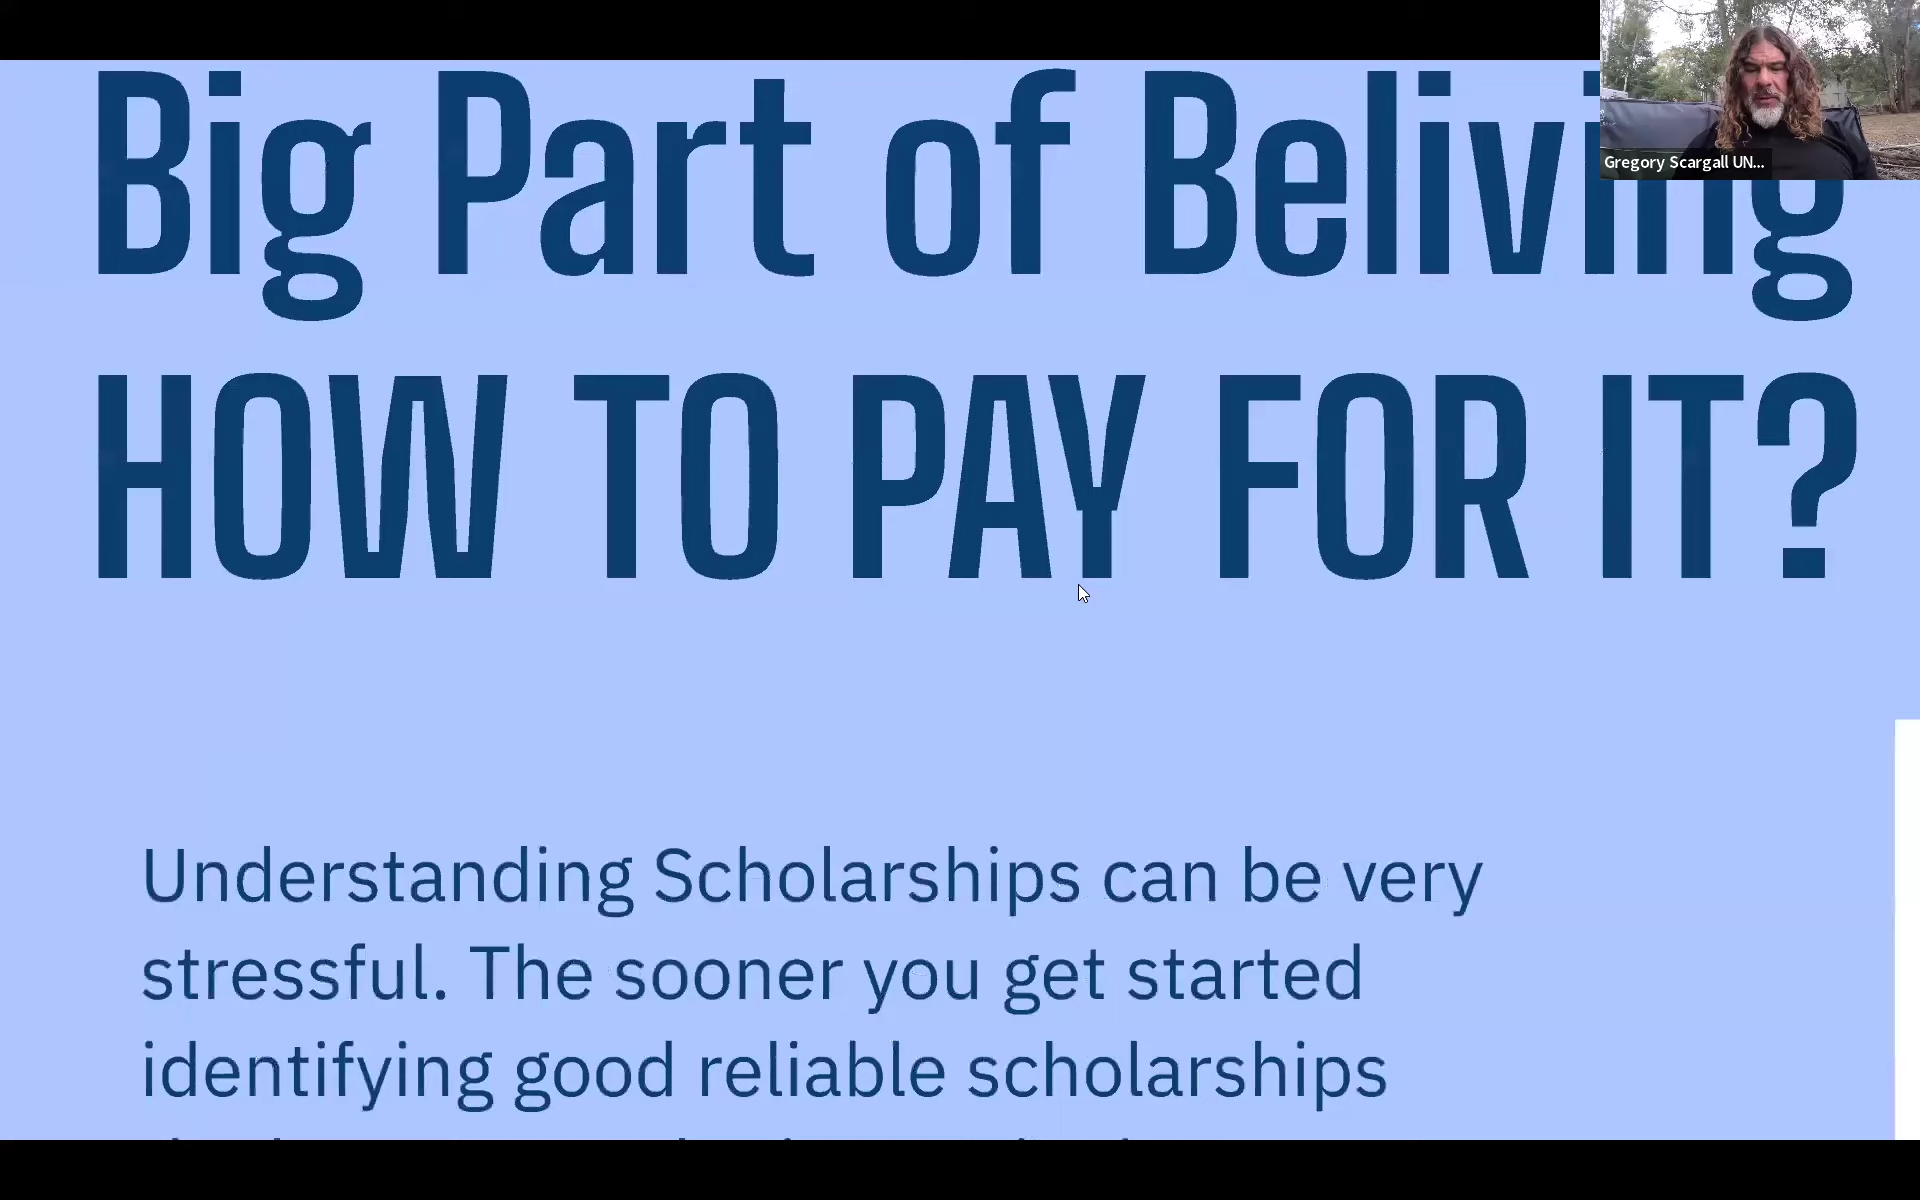 Big Part of Beliving
Gregory Scargall UN...
HOW TO PAY FOR IT?
Understanding Scholarships can be very
stressful. The sooner you get started
identifying good reliable scholarships